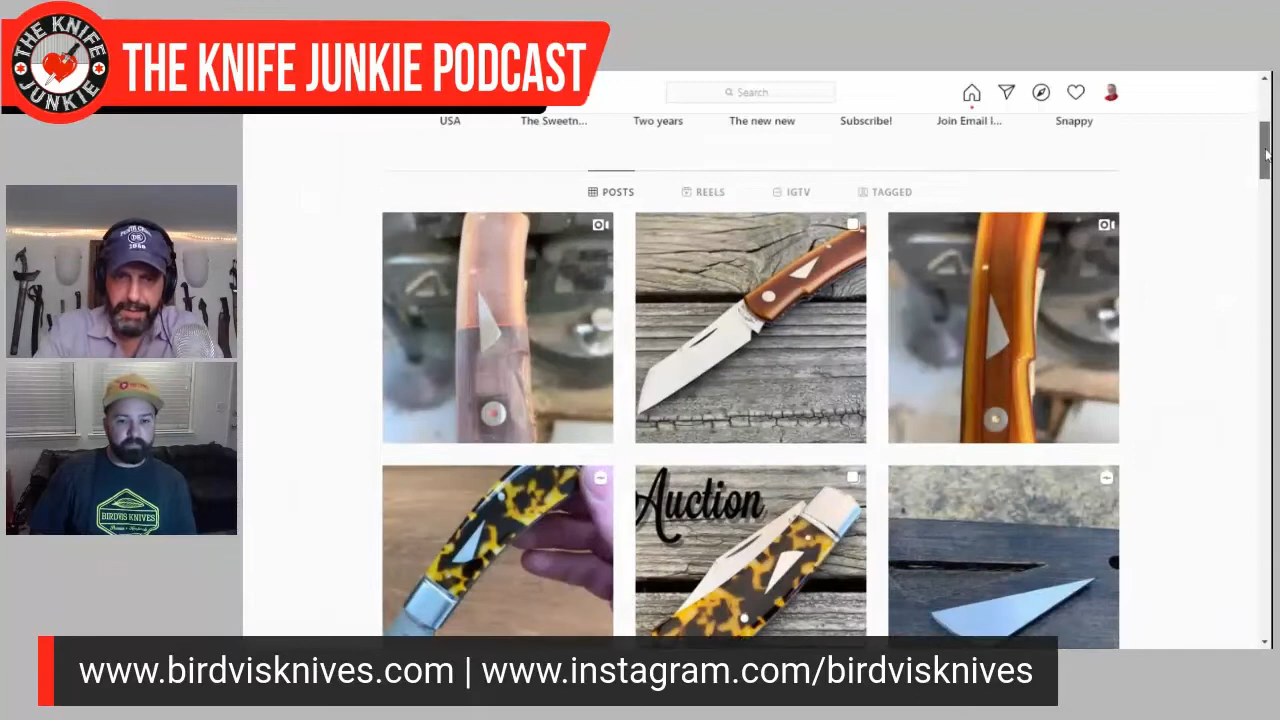 THE KNIFE
JUNKIE
THE KNIFE JUNKIE PODCAST
Search
USA
The Sweetn...
Two years
The new new
Subscribe!
Join Email l...
Snappy
POSTS
REELS
IGTV
TAGGED
Auction
BIRDVIS KNIVES
www.birdvisknives.com | www.instagram.com/birdvisknives